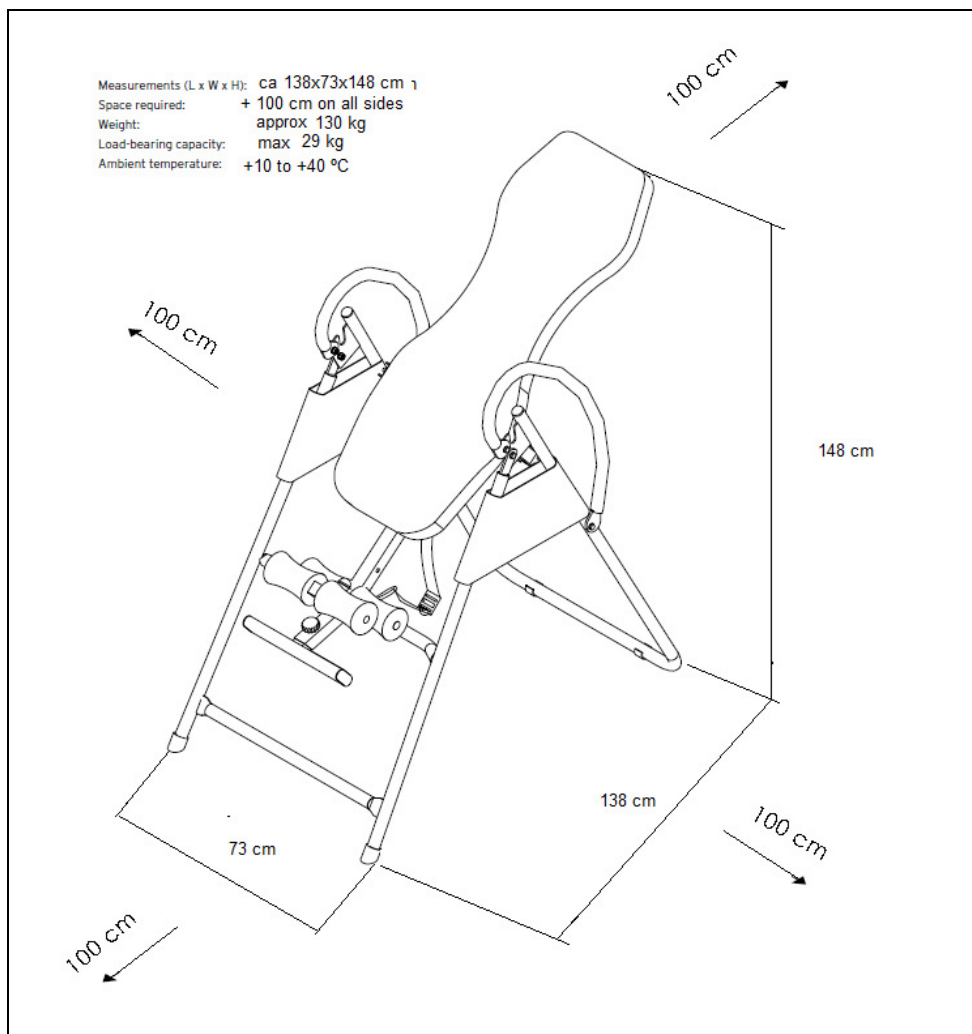 Measurements (L x W x H): ca 138x73x148 cm ı
Space required: + 100 cm on all sides
Weight: approx 130 kg
Load-bearing capacity: max 29 kg
Ambient temperature: +10 to +40 ºC
100 cm
100 cm
148 cm
138 cm
100 cm
73 cm
100 cm